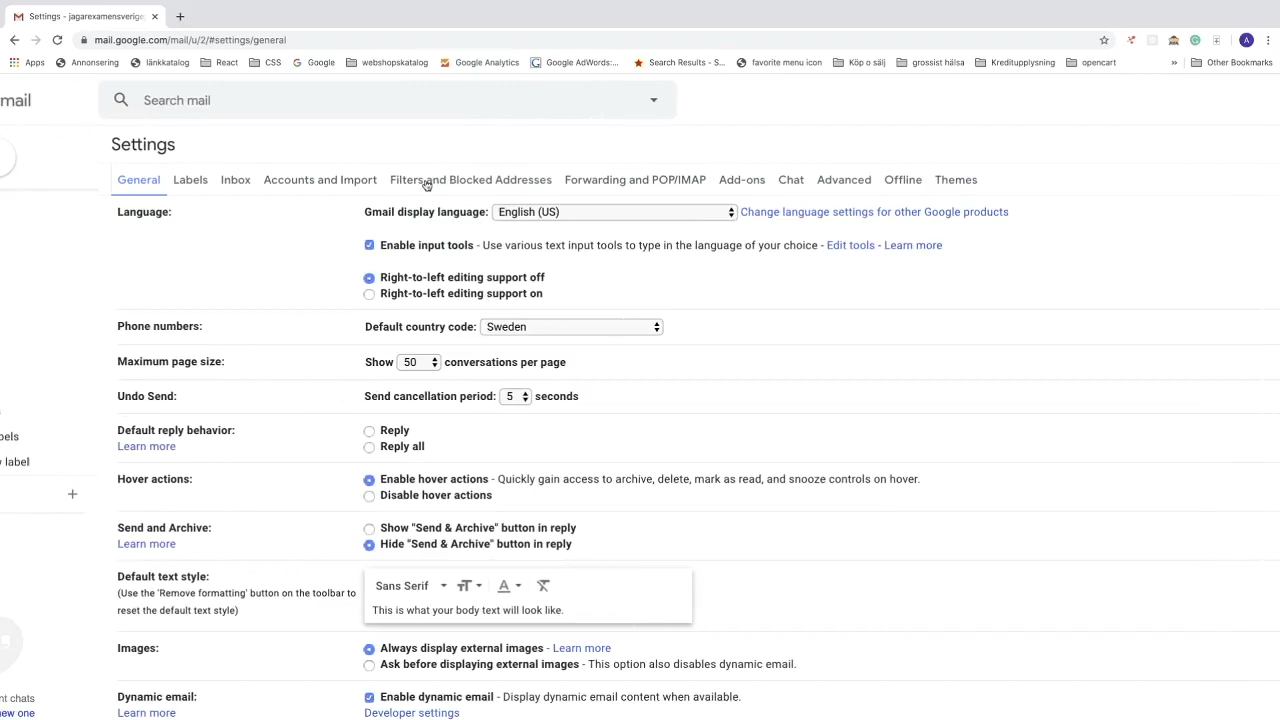 Settings - jagarexamensverige
mail.google.com/mail/u/2/#settings/general
Apps Annonsering länkkatalog React CSS Google webshopskatalog Google Analytics Google AdWords:... Search Results - S... favorite menu icon Köp o sälj grossist hälsa Kreditupplysning opencart » Other Bookmarks
mail
Search mail
Settings
General Labels Inbox Accounts and Import Filters and Blocked Addresses Forwarding and POP/IMAP Add-ons Chat Advanced Offline Themes
Language:
Gmail display language: English (US) Change language settings for other Google products
Enable input tools - Use various text input tools to type in the language of your choice - Edit tools - Learn more
Right-to-left editing support off
Right-to-left editing support on
Phone numbers:
Default country code: Sweden
Maximum page size:
Show 50 conversations per page
Undo Send:
Send cancellation period: 5 seconds
Default reply behavior:
Learn more
Reply
Reply all
Hover actions:
Enable hover actions - Quickly gain access to archive, delete, mark as read, and snooze controls on hover.
Disable hover actions
Send and Archive:
Learn more
Show "Send & Archive" button in reply
Hide "Send & Archive" button in reply
Default text style:
(Use the 'Remove formatting' button on the toolbar to
reset the default text style)
Sans Serif
This is what your body text will look like.
Images:
Always display external images - Learn more
Ask before displaying external images - This option also disables dynamic email.
Dynamic email:
Learn more
Enable dynamic email - Display dynamic email content when available.
Developer settings
bels
w label
nt chats
new one